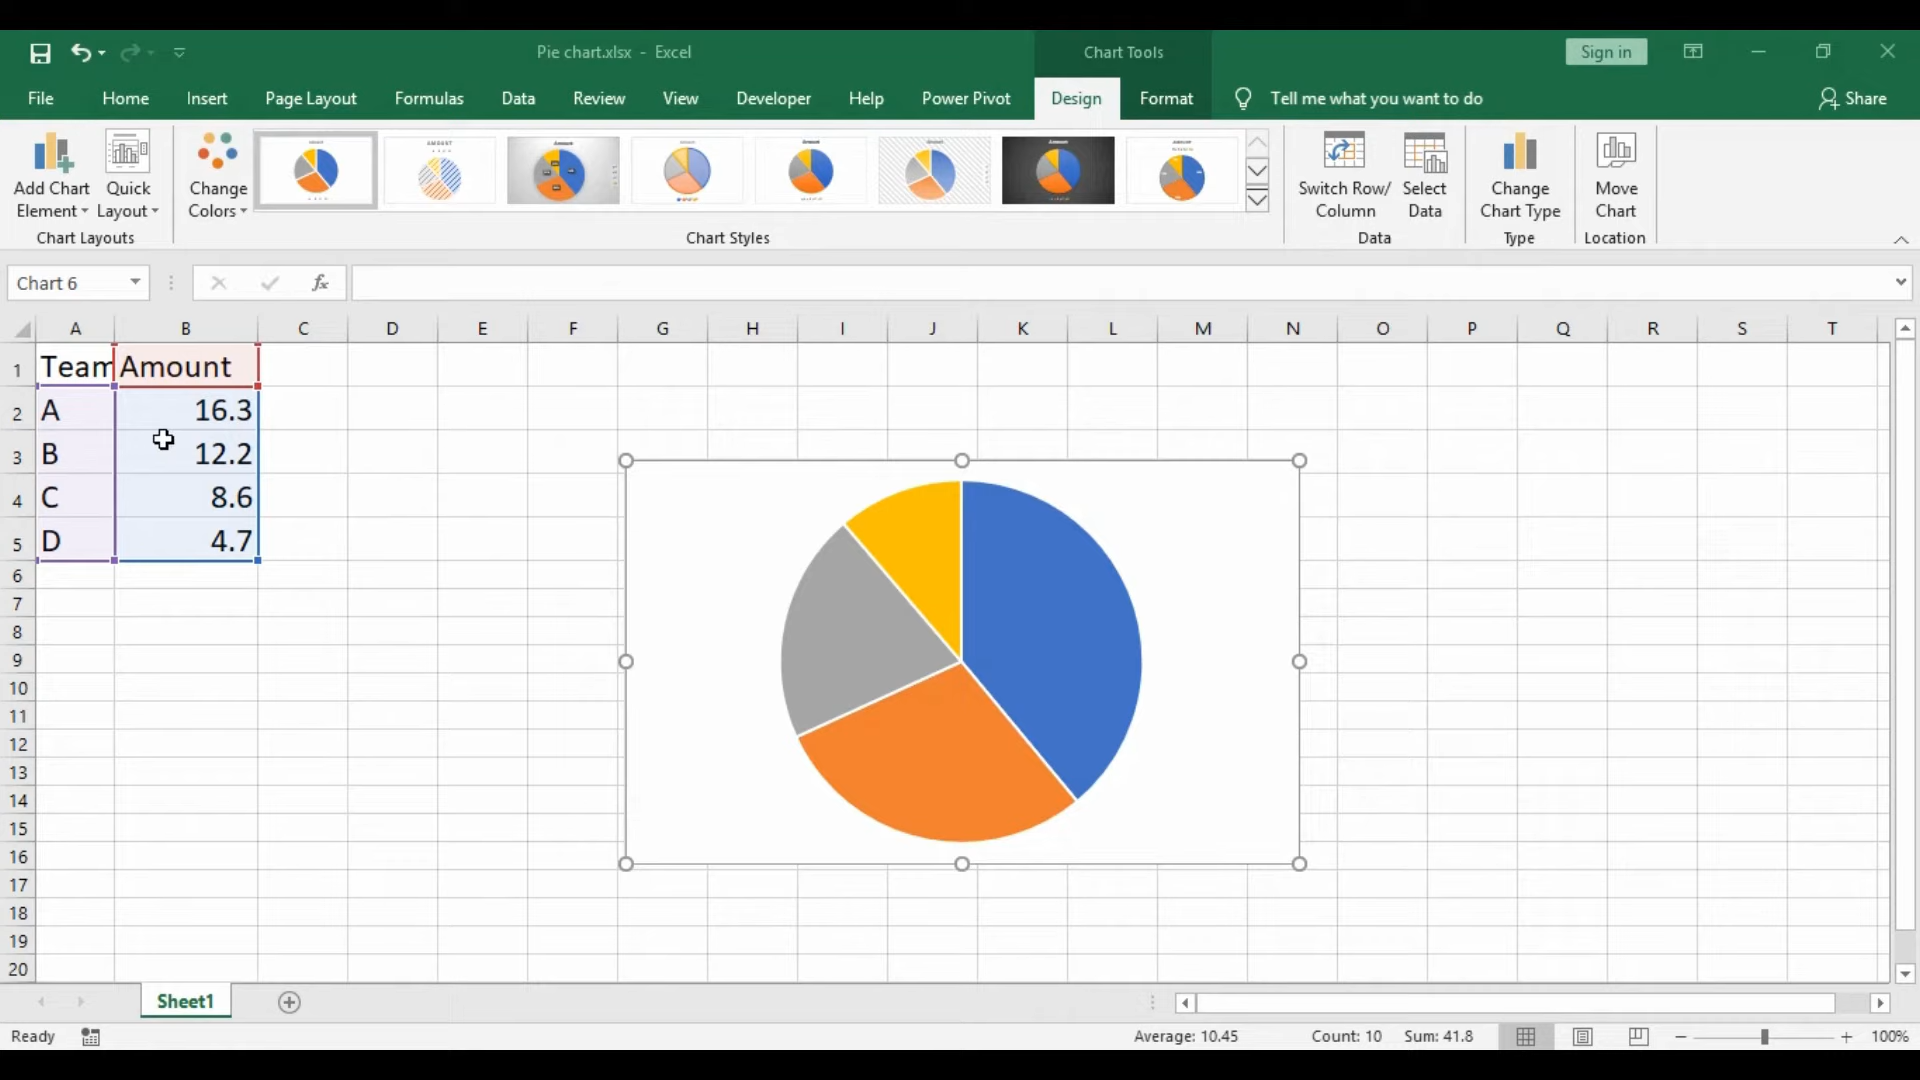 Pie chart.xlsx - Excel
Chart Tools
Sign in
File Home Insert Page Layout Formulas Data Review View Developer Help Power Pivot Design Format Tell me what you want to do Share
Add Chart Element
Quick Layout
Change Colors
Switch Row/ Column
Select Data
Change Chart Type
Move Chart
Chart Layouts
Chart Styles
Data
Type
Location
Chart 6
fx
A B C D E F G H I J K L M N O P Q R S T
1 Team Amount
2 A 16.3
3 B 12.2
4 C 8.6
5 D 4.7
6
7
8
9
10
11
12
13
14
15
16
17
18
19
20
Sheet1
Ready Average: 10.45 Count: 10 Sum: 41.8 100%